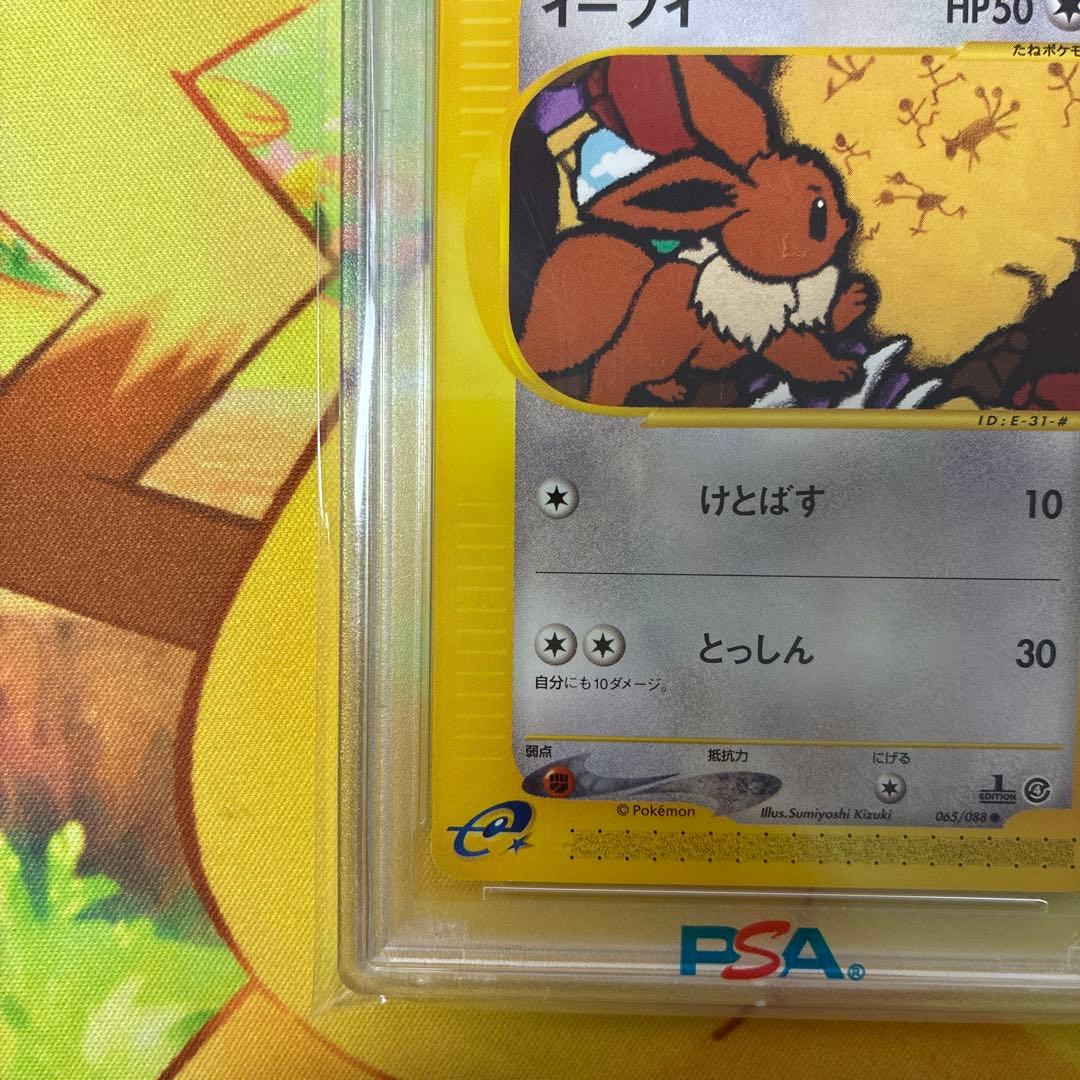 イーブイ HP50
たねポケモ
ID:E-31-#
けとばす 10
とっしん 30
自分にも10ダメージ。
弱点 抵抗力 にげる
1 EDITION
© Pokémon Illus.Sumiyoshi Kizuki 065/088
e
PSA®